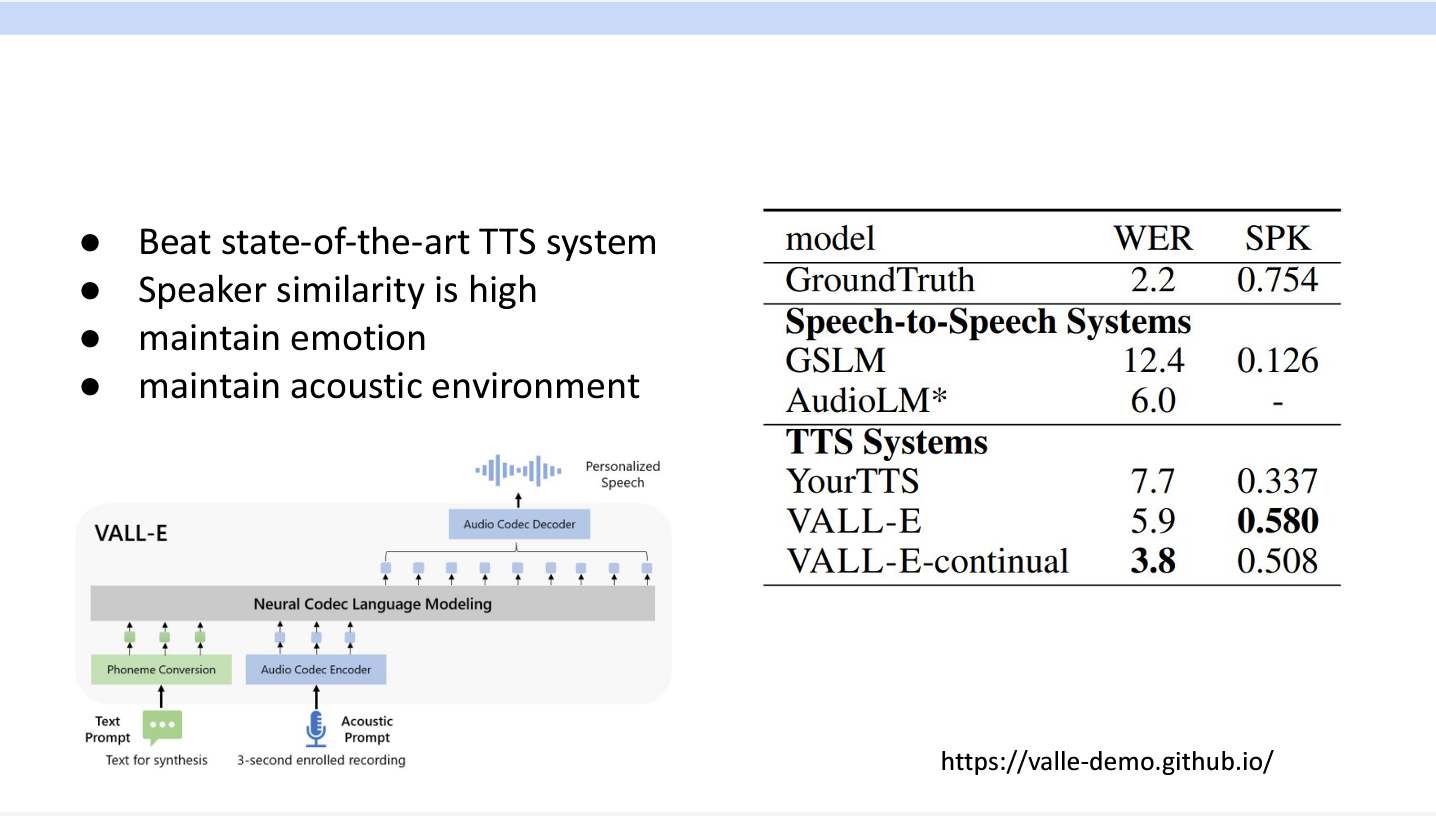 ● Beat state-of-the-art TTS system
● Speaker similarity is high
● maintain emotion
● maintain acoustic environment
Personalized
Speech
VALL-E
Audio Codec Decoder
Neural Codec Language Modeling
Phoneme Conversion
Audio Codec Encoder
Text
Prompt
Acoustic
Prompt
Text for synthesis
3-second enrolled recording
model WER SPK
GroundTruth 2.2 0.754
Speech-to-Speech Systems
GSLM 12.4 0.126
AudioLM* 6.0 -
TTS Systems
YourTTS 7.7 0.337
VALL-E 5.9 0.580
VALL-E-continual 3.8 0.508
https://valle-demo.github.io/